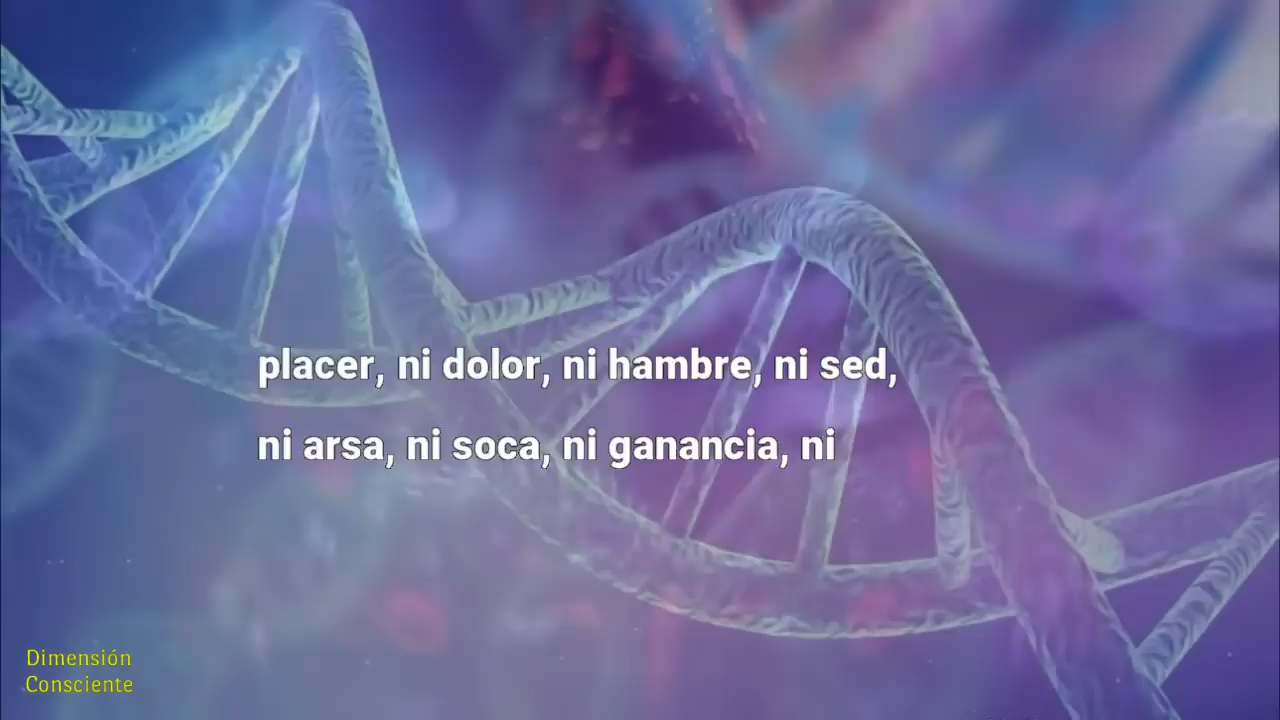 placer, ni dolor, ni hambre, ni sed,
ni arsa, ni soca, ni ganancia, ni
Dimensión
Consciente